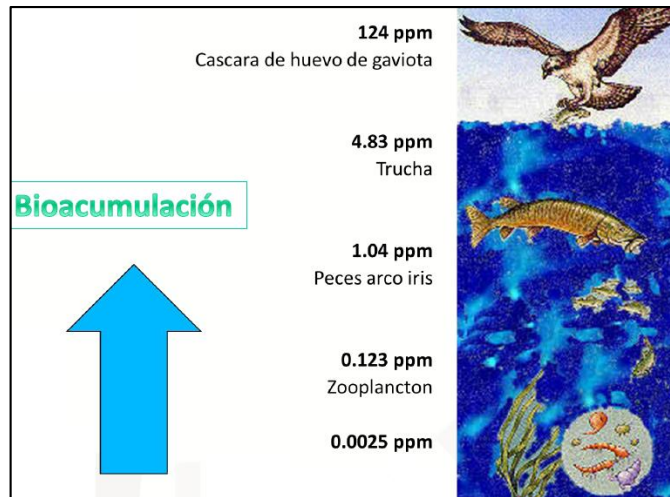 124 ppm
Cascara de huevo de gaviota
4.83 ppm
Trucha
Bioacumulación
1.04 ppm
Peces arco iris
0.123 ppm
Zooplancton
0.0025 ppm